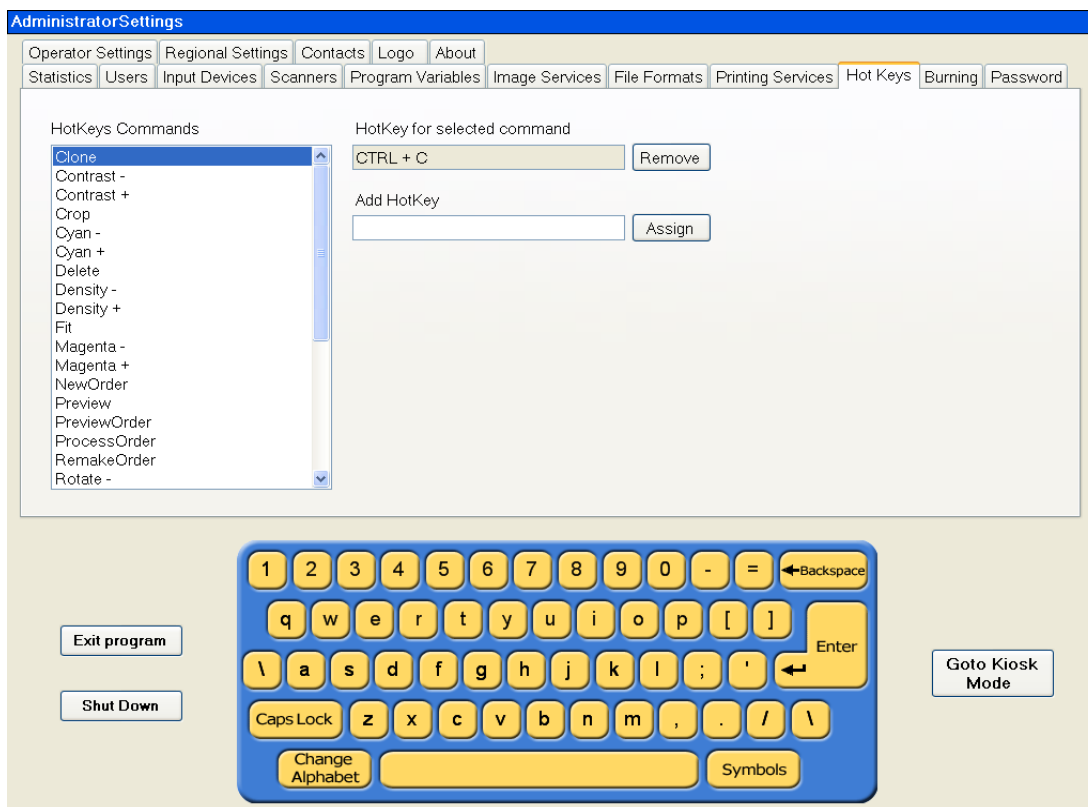 AdministratorSettings
Operator Settings Regional Settings Contacts Logo About
Statistics Users Input Devices Scanners Program Variables Image Services File Formats Printing Services Hot Keys Burning Password
HotKeys Commands
Clone
Contrast -
Contrast +
Crop
Cyan -
Cyan +
Delete
Density -
Density +
Fit
Magenta -
Magenta +
NewOrder
Preview
PreviewOrder
ProcessOrder
RemakeOrder
Rotate -
HotKey for selected command
CTRL + C Remove
Add HotKey
Assign
Exit program
Shut Down
1 2 3 4 5 6 7 8 9 0 - = Backspace
q w e r t y u i o p [ ]
Enter
\ a s d f g h j k l ; '
Caps Lock z x c v b n m , . / \
Change
Alphabet
Symbols
Goto Kiosk
Mode